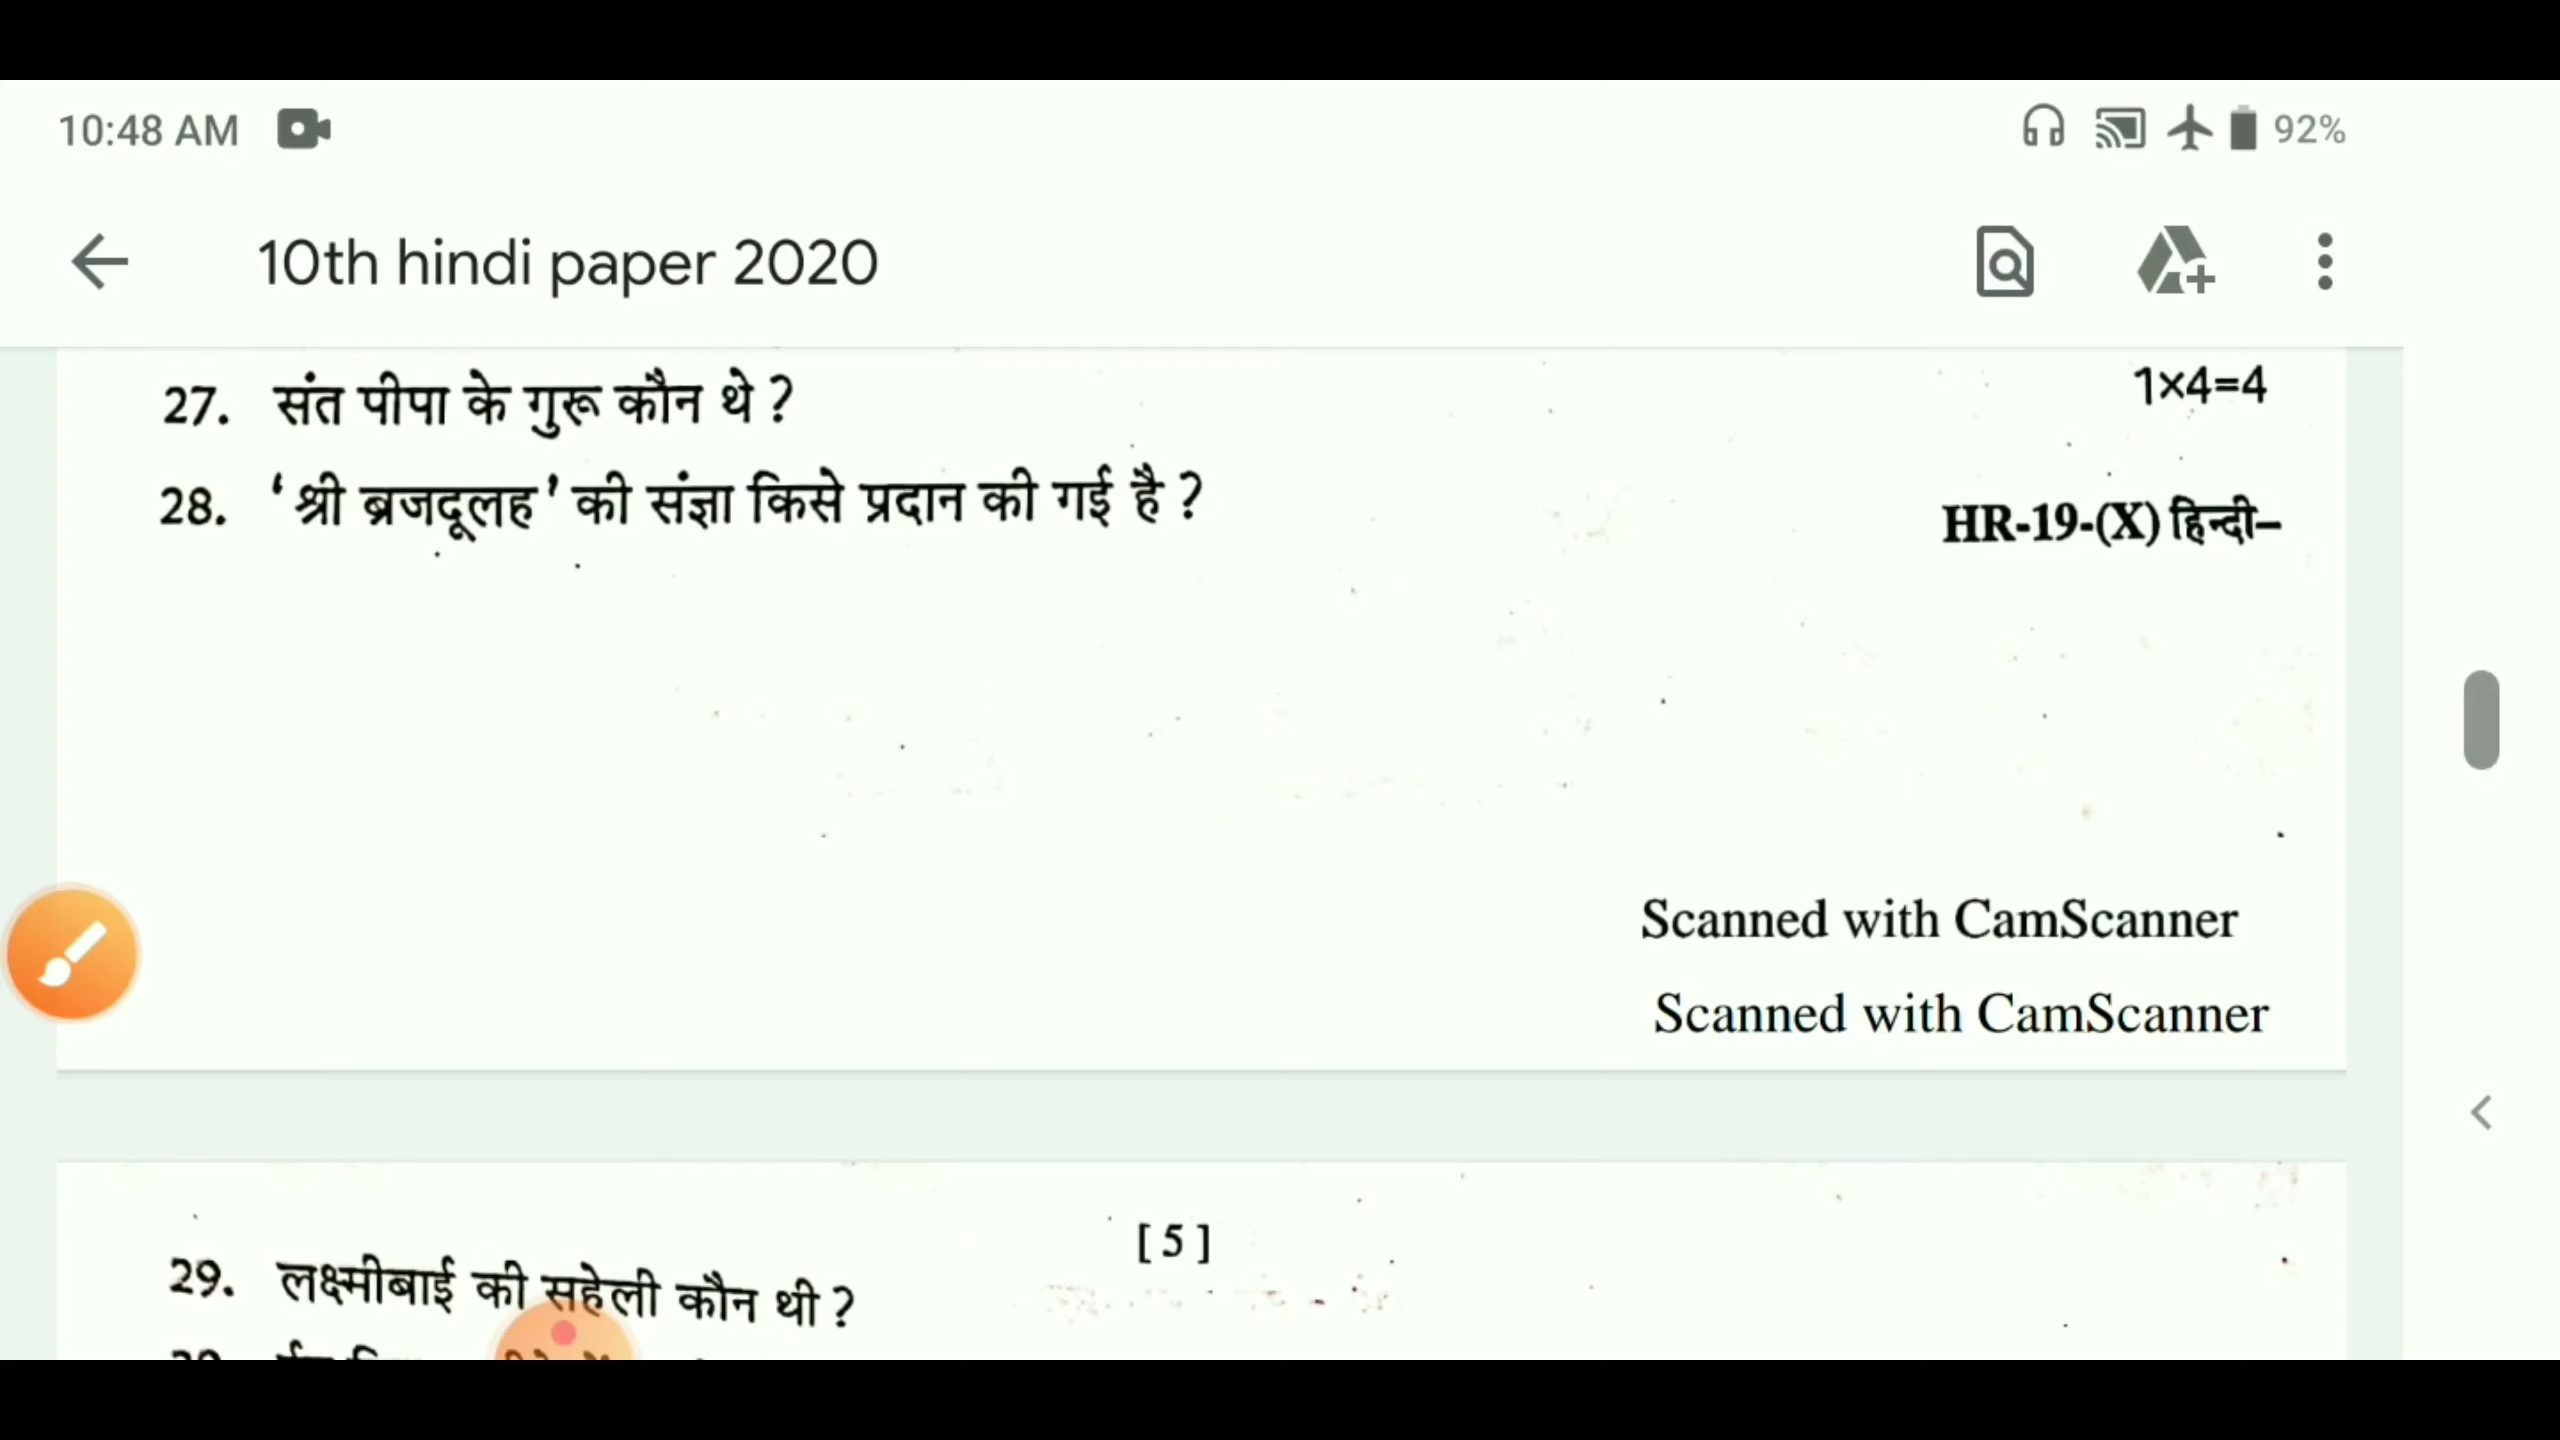 10:48 AM
92%
10th hindi paper 2020
27. संत पीपा के गुरू कौन थे ?
1×4=4
28. ‘श्री ब्रजदूलह’ की संज्ञा किसे प्रदान की गई है ?
HR-19-(X) हिन्दी–
Scanned with CamScanner
Scanned with CamScanner
[ 5 ]
29. लक्ष्मीबाई की सहेली कौन थी ?